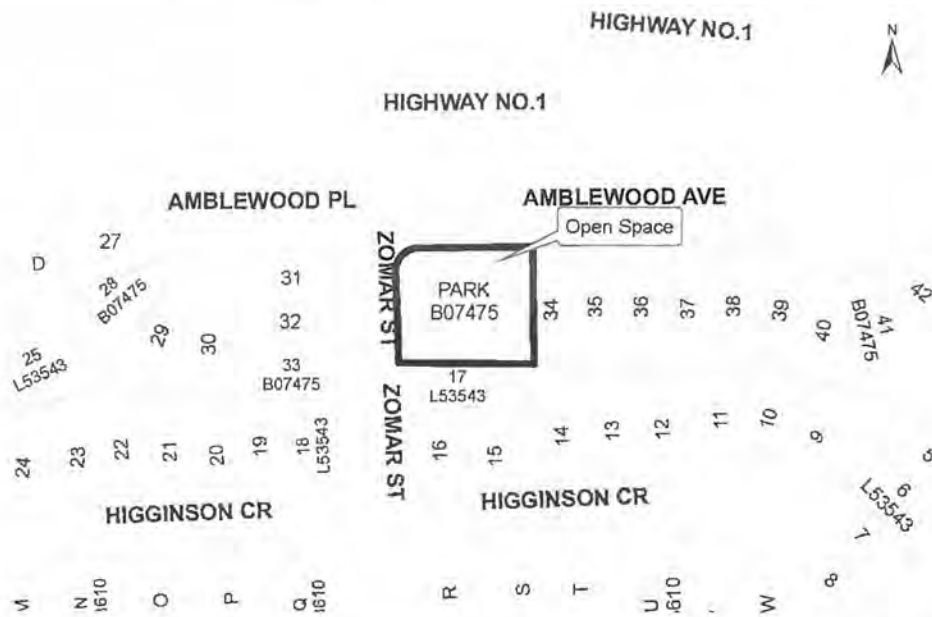 HIGHWAY NO.1
N
HIGHWAY NO.1
AMBLEWOOD PL
AMBLEWOOD AVE
Open Space
ZOMAR ST
D
27
28
B07475
29
30
31
32
33
B07475
25
L53543
PARK
B07475
34
35
36
37
38
39
40
41
B07475
42
17
L53543
ZOMAR ST
24
23
22
21
20
19
18
L53543
16
15
14
13
12
11
10
9
6
L53543
7
8
HIGGINSON CR
HIGGINSON CR
N
O
P
Q
R
S
T
U
W